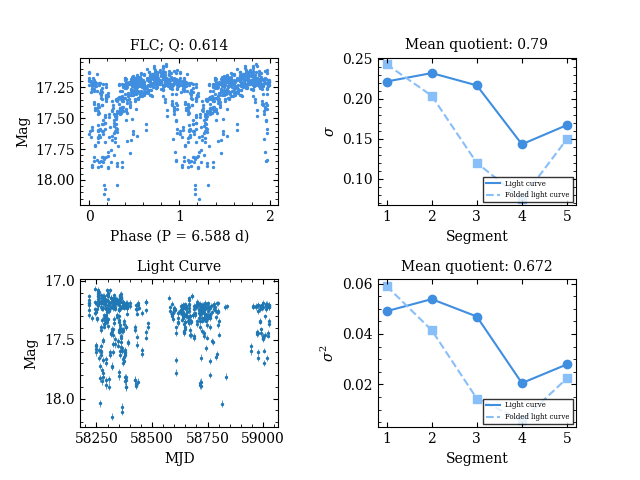 FLC; Q: 0.614
Mag
17.25
17.50
17.75
18.00
0
1
2
Phase (P = 6.588 d)
Mean quotient: 0.79
σ
0.25
0.20
0.15
0.10
1
2
3
4
5
Segment
Light curve
Folded light curve
Light Curve
Mag
17.0
17.5
18.0
58250
58500
58750
59000
MJD
Mean quotient: 0.672
σ²
0.06
0.04
0.02
1
2
3
4
5
Segment
Light curve
Folded light curve